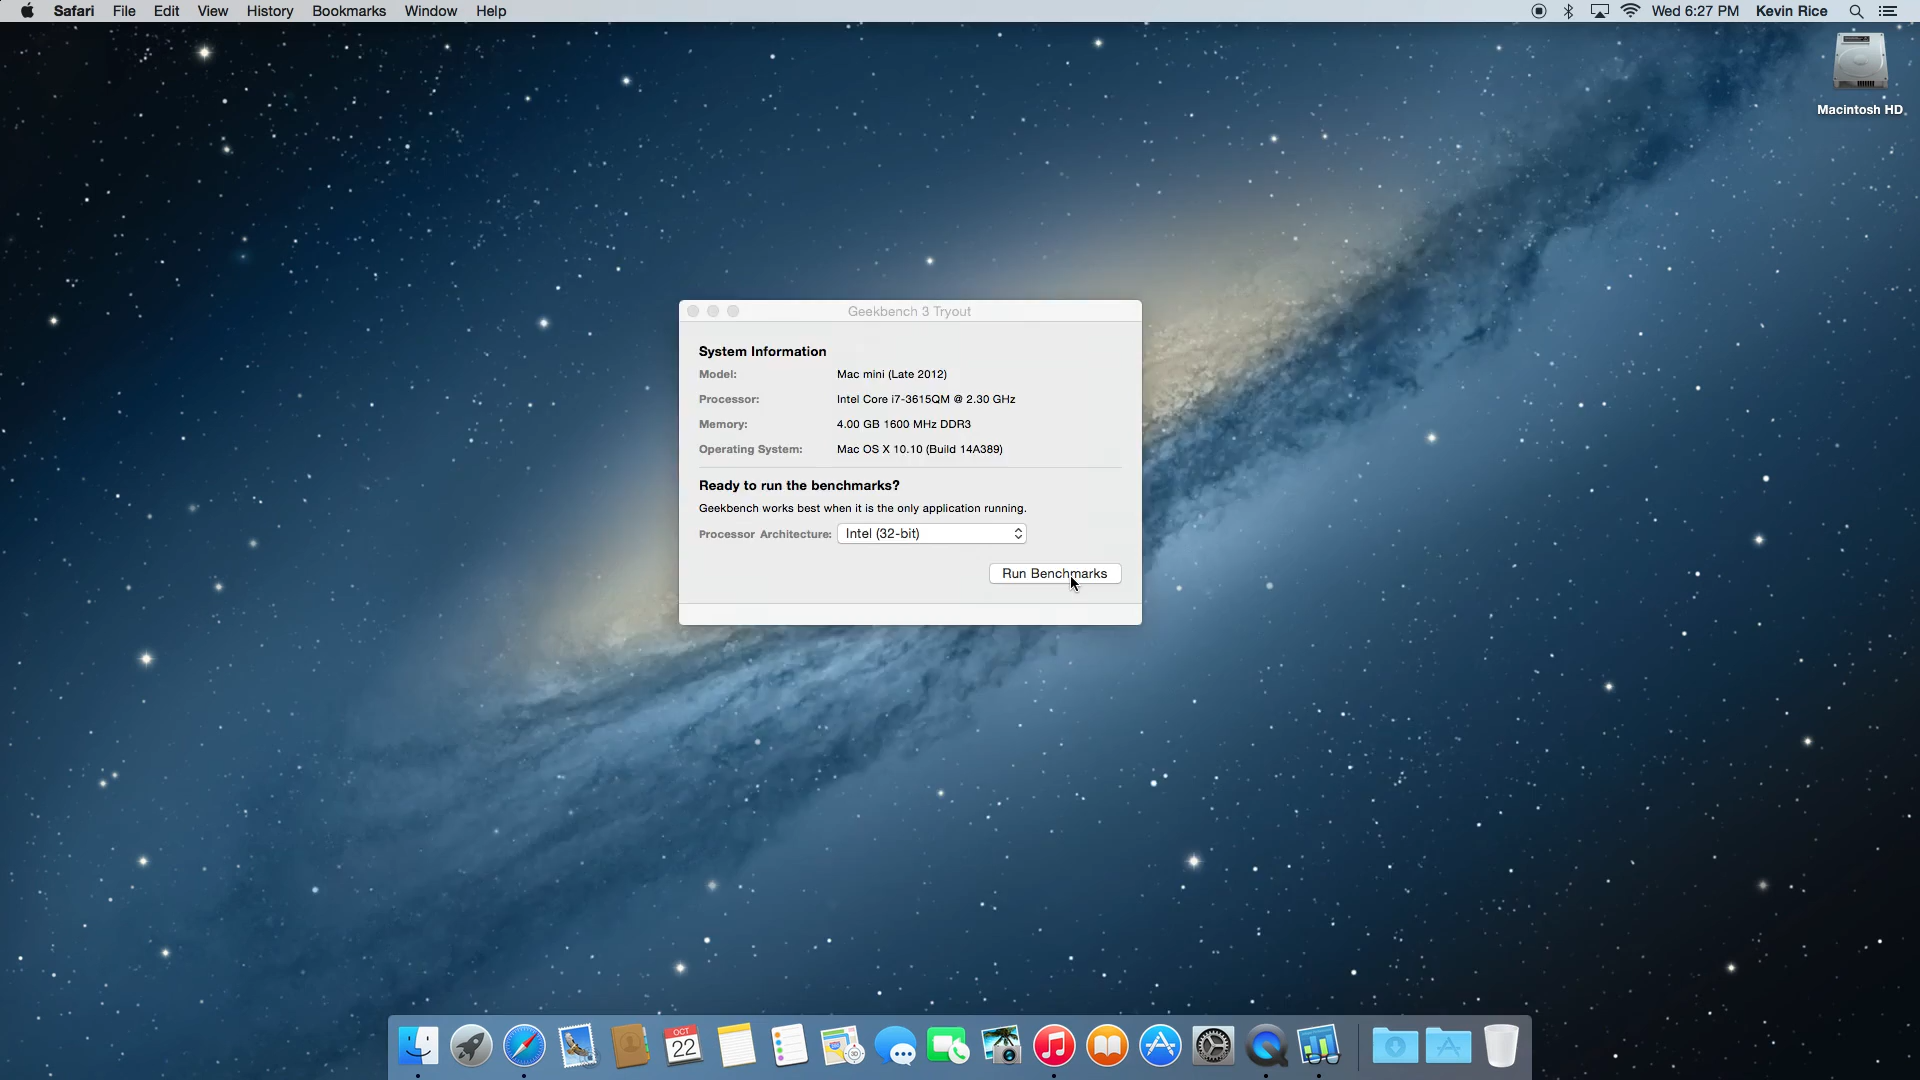 Safari File Edit View History Bookmarks Window Help Wed 6:27 PM Kevin Rice
Macintosh HD
Geekbench 3 Tryout
System Information
Model: Mac mini (Late 2012)
Processor: Intel Core i7-3615QM @ 2.30 GHz
Memory: 4.00 GB 1600 MHz DDR3
Operating System: Mac OS X 10.10 (Build 14A389)
Ready to run the benchmarks?
Geekbench works best when it is the only application running.
Processor Architecture: Intel (32-bit)
Run Benchmarks
OCT
22